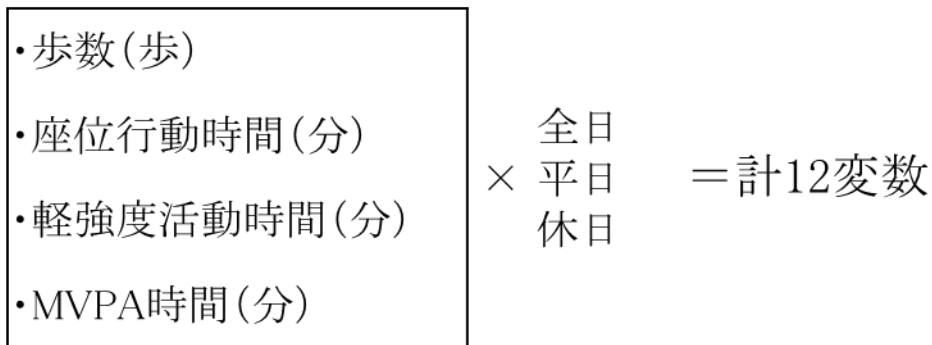 ・歩数(歩)
・座位行動時間(分)
・軽強度活動時間(分)
・MVPA時間(分)
×
全日
平日
休日
＝計12変数